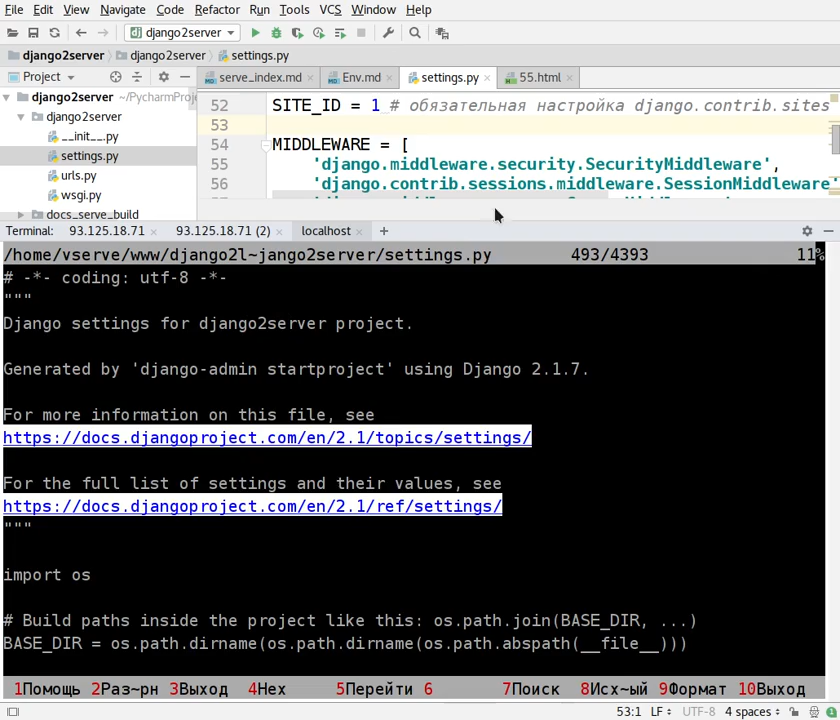 File Edit View Navigate Code Refactor Run Tools VCS Window Help
django2server
django2server django2server settings.py
Project serve_index.md Env.md settings.py 55.html
django2server ~/PycharmProj
django2server
__init__.py
settings.py
urls.py
wsgi.py
docs_serve_build
52 SITE_ID = 1 # обязательная настройка django.contrib.sites
53
54 MIDDLEWARE = [
55 'django.middleware.security.SecurityMiddleware',
56 'django.contrib.sessions.middleware.SessionMiddleware'
Terminal: 93.125.18.71 93.125.18.71 (2) localhost +
/home/vserve/www/django2l~jango2server/settings.py 493/4393 11%
# -*- coding: utf-8 -*-
"""
Django settings for django2server project.
Generated by 'django-admin startproject' using Django 2.1.7.
For more information on this file, see
https://docs.djangoproject.com/en/2.1/topics/settings/
For the full list of settings and their values, see
https://docs.djangoproject.com/en/2.1/ref/settings/
"""
import os
# Build paths inside the project like this: os.path.join(BASE_DIR, ...)
BASE_DIR = os.path.dirname(os.path.dirname(os.path.abspath(__file__)))
1Помощь 2Раз~рн 3Выход 4Hex 5Перейти 6 7Поиск 8Исх~ый 9Формат 10Выход
53:1 LF UTF-8 4 spaces